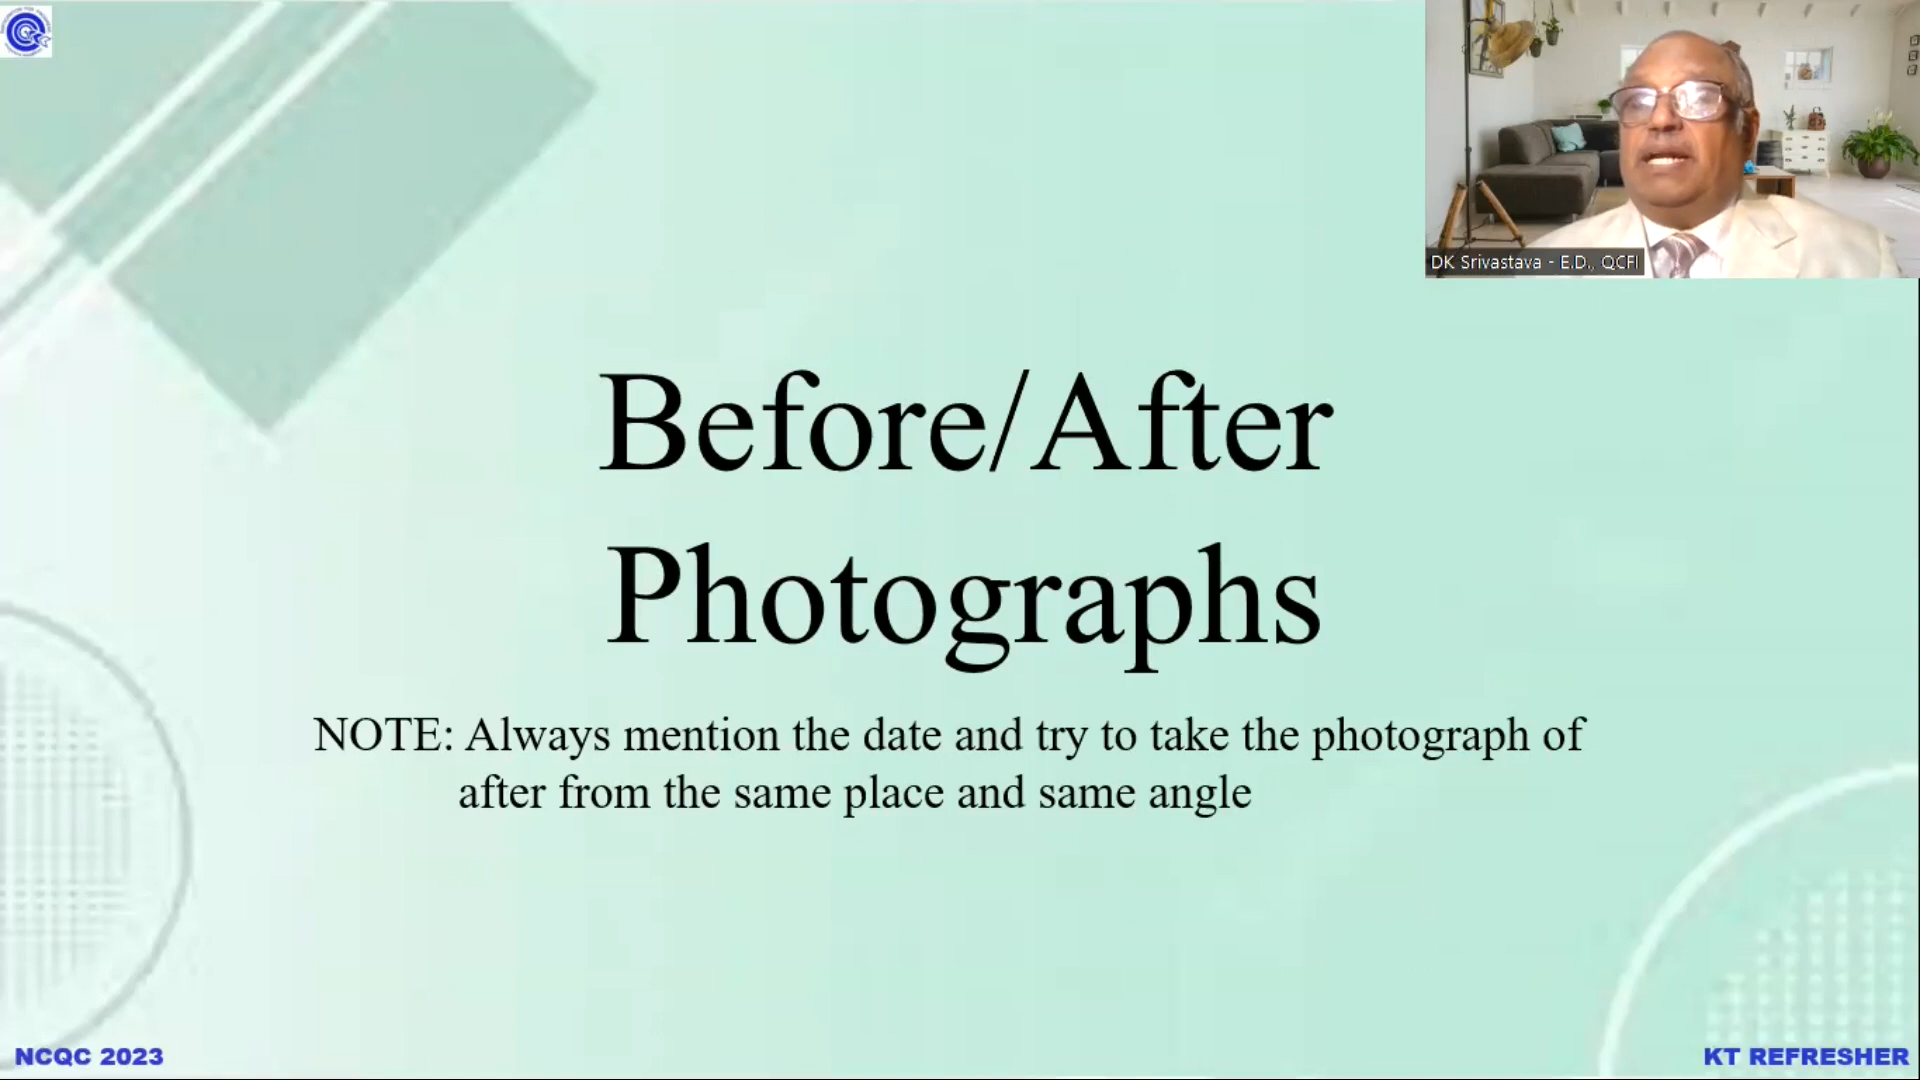 DK Srivastava - E.D., QCFI
Before/After
Photographs
NOTE: Always mention the date and try to take the photograph of
after from the same place and same angle
NCQC 2023
KT REFRESHER